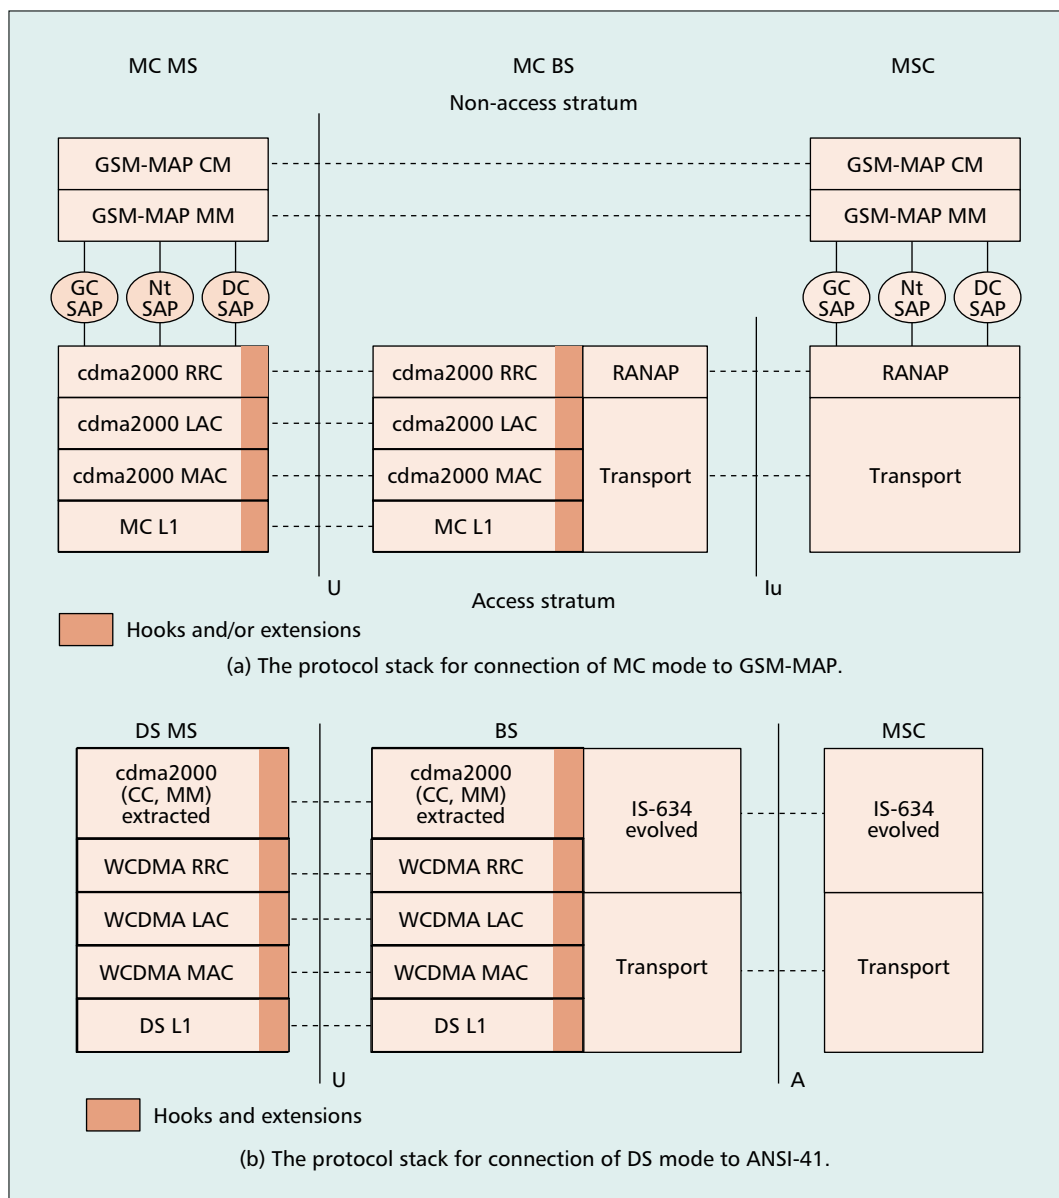 MC MS MC BS MSC
Non-access stratum
GSM-MAP CM GSM-MAP CM
GSM-MAP MM GSM-MAP MM
GC Nt DC GC Nt DC
SAP SAP SAP SAP SAP SAP
cdma2000 RRC cdma2000 RRC RANAP RANAP
cdma2000 LAC cdma2000 LAC
cdma2000 MAC cdma2000 MAC Transport Transport
MC L1 MC L1
U Iu
Access stratum
Hooks and/or extensions
(a) The protocol stack for connection of MC mode to GSM-MAP.
DS MS BS MSC
cdma2000 cdma2000
(CC, MM) (CC, MM) IS-634 IS-634
extracted extracted evolved evolved
WCDMA RRC WCDMA RRC
WCDMA LAC WCDMA LAC
WCDMA MAC WCDMA MAC Transport Transport
DS L1 DS L1
U A
Hooks and extensions
(b) The protocol stack for connection of DS mode to ANSI-41.